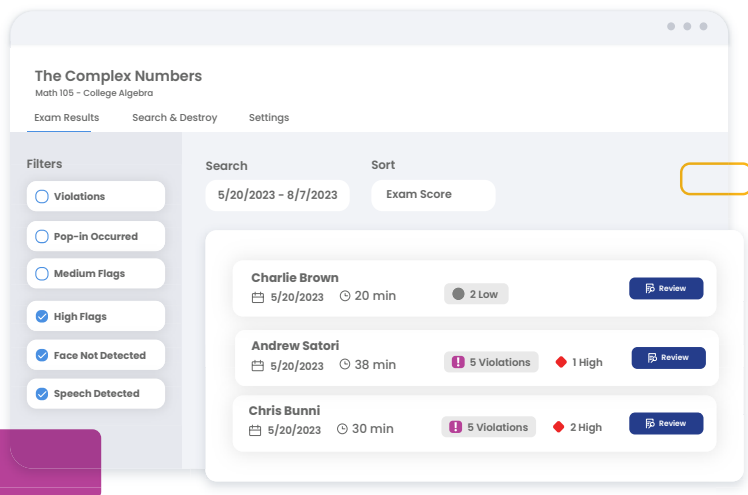 The Complex Numbers
Math 105 - College Algebra
Exam Results Search & Destroy Settings
Filters
Violations
Pop-in Occurred
Medium Flags
High Flags
Face Not Detected
Speech Detected
Search
5/20/2023 - 8/7/2023
Sort
Exam Score
Charlie Brown
5/20/2023 20 min 2 Low Review
Andrew Satori
5/20/2023 38 min 5 Violations 1 High Review
Chris Bunni
5/20/2023 30 min 5 Violations 2 High Review